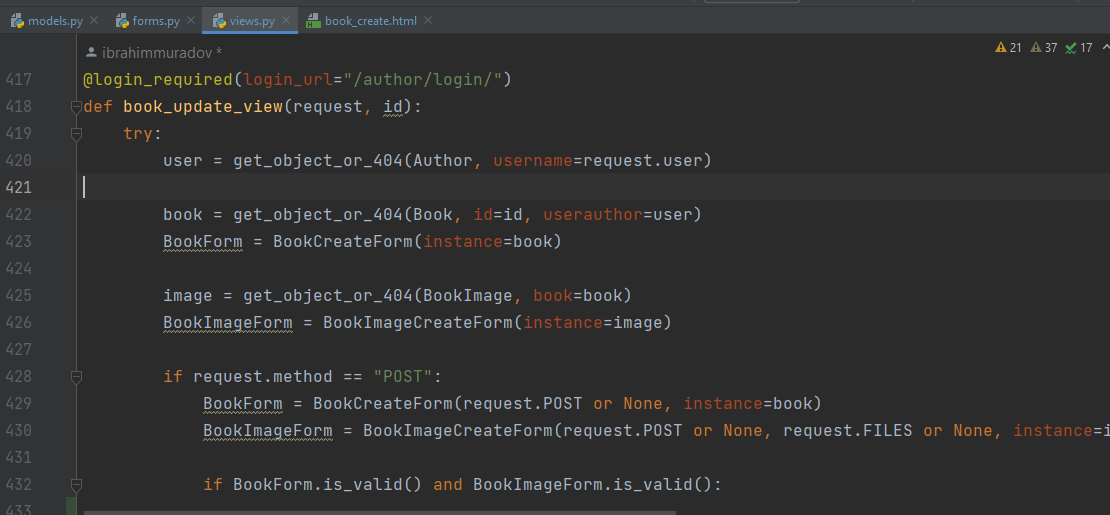 models.py forms.py views.py book_create.html
ibrahimmuradov * 21 37 17
417 @login_required(login_url="/author/login/")
418 def book_update_view(request, id):
419 try:
420 user = get_object_or_404(Author, username=request.user)
421
422 book = get_object_or_404(Book, id=id, userauthor=user)
423 BookForm = BookCreateForm(instance=book)
424
425 image = get_object_or_404(BookImage, book=book)
426 BookImageForm = BookImageCreateForm(instance=image)
427
428 if request.method == "POST":
429 BookForm = BookCreateForm(request.POST or None, instance=book)
430 BookImageForm = BookImageCreateForm(request.POST or None, request.FILES or None, instance=i
431
432 if BookForm.is_valid() and BookImageForm.is_valid():
433